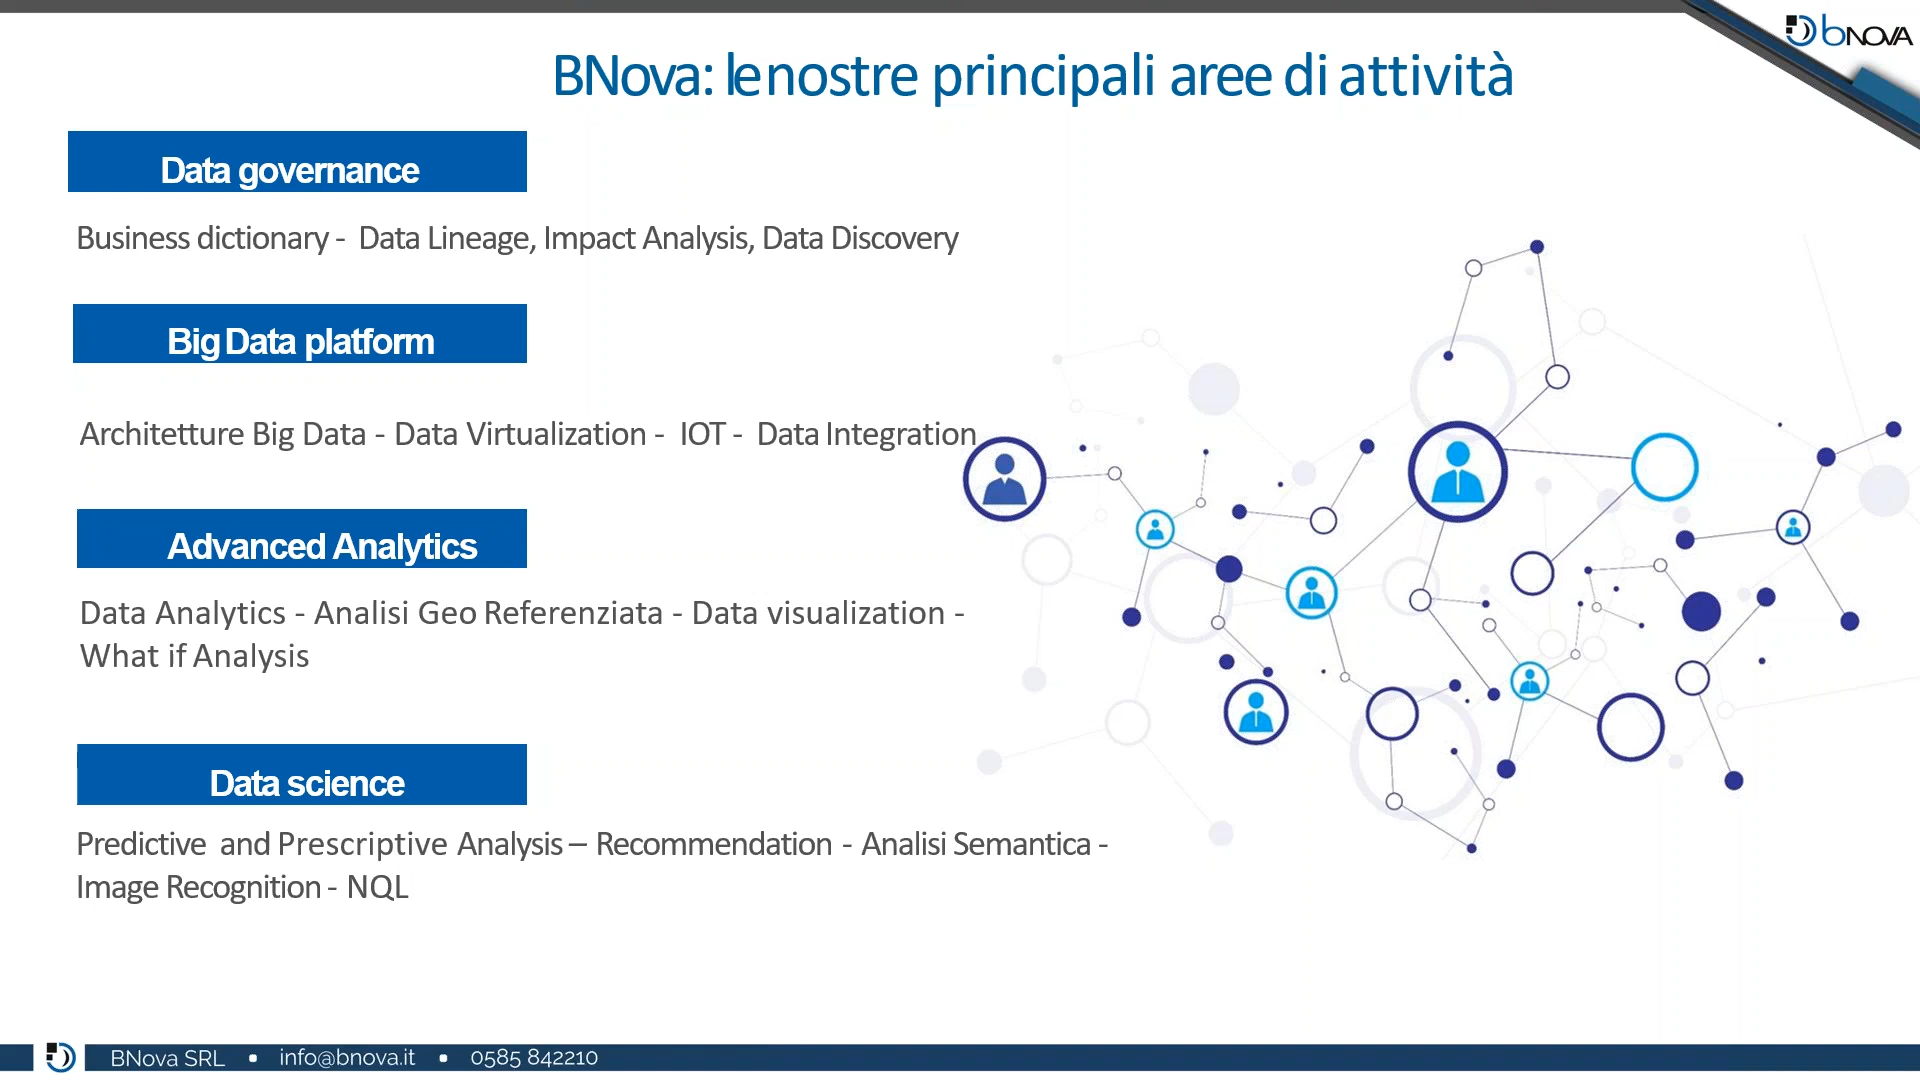 bNOVA
BNova: le nostre principali aree di attività
Data governance
Business dictionary - Data Lineage, Impact Analysis, Data Discovery
Big Data platform
Architetture Big Data - Data Virtualization - IOT - Data Integration
Advanced Analytics
Data Analytics - Analisi Geo Referenziata - Data visualization -
What if Analysis
Data science
Predictive and Prescriptive Analysis – Recommendation - Analisi Semantica -
Image Recognition - NQL
BNova SRL • info@bnova.it • 0585 842210